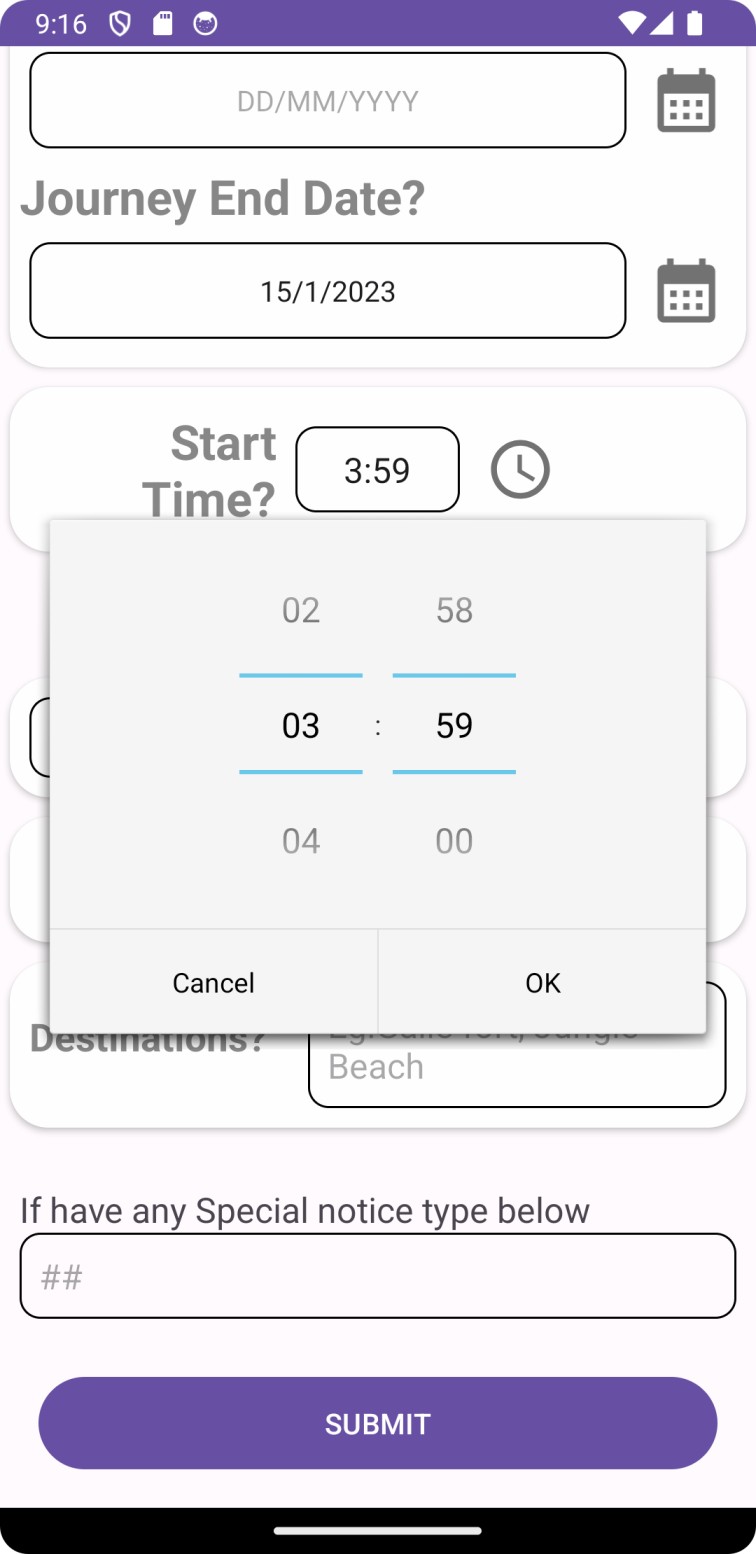 9:16
DD/MM/YYYY
Journey End Date?
15/1/2023
Start
Time?
3:59
02 58
03 : 59
04 00
Cancel OK
Destinations?
Beach
If have any Special notice type below
##
SUBMIT